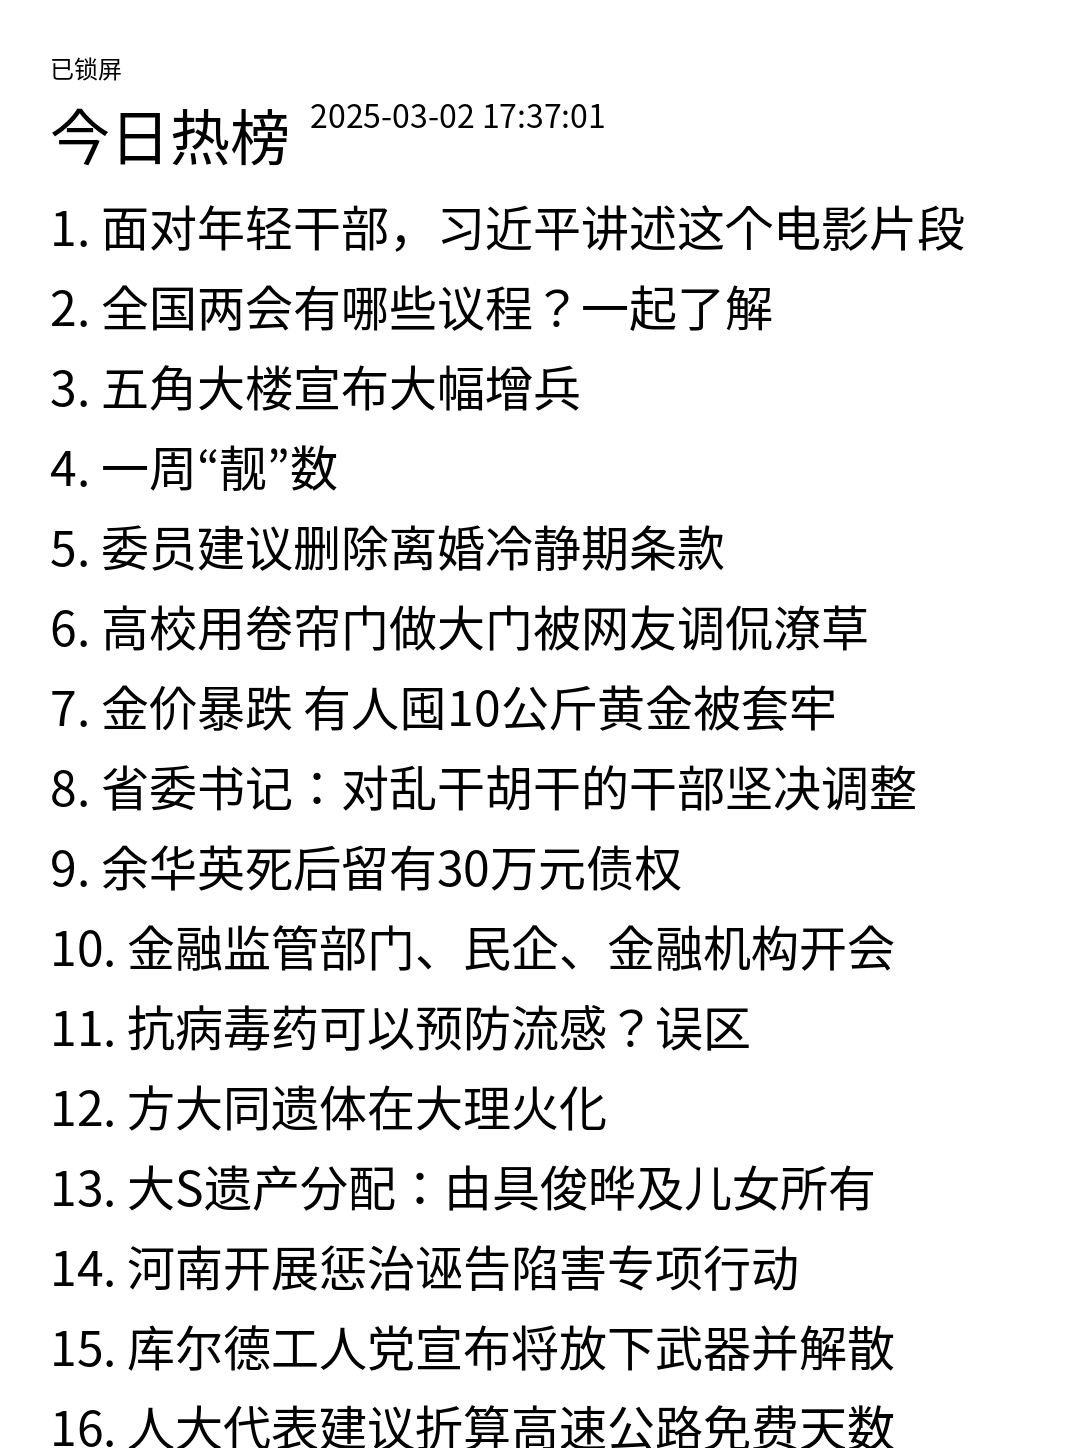 已锁屏
今日热榜 2025-03-02 17:37:01
1. 面对年轻干部，习近平讲述这个电影片段
2. 全国两会有哪些议程？一起了解
3. 五角大楼宣布大幅增兵
4. 一周“靓”数
5. 委员建议删除离婚冷静期条款
6. 高校用卷帘门做大门被网友调侃潦草
7. 金价暴跌 有人囤10公斤黄金被套牢
8. 省委书记：对乱干胡干的干部坚决调整
9. 余华英死后留有30万元债权
10. 金融监管部门、民企、金融机构开会
11. 抗病毒药可以预防流感？误区
12. 方大同遗体在大理火化
13. 大S遗产分配：由具俊晔及儿女所有
14. 河南开展惩治诬告陷害专项行动
15. 库尔德工人党宣布将放下武器并解散
16. 人大代表建议折算高速公路免费天数